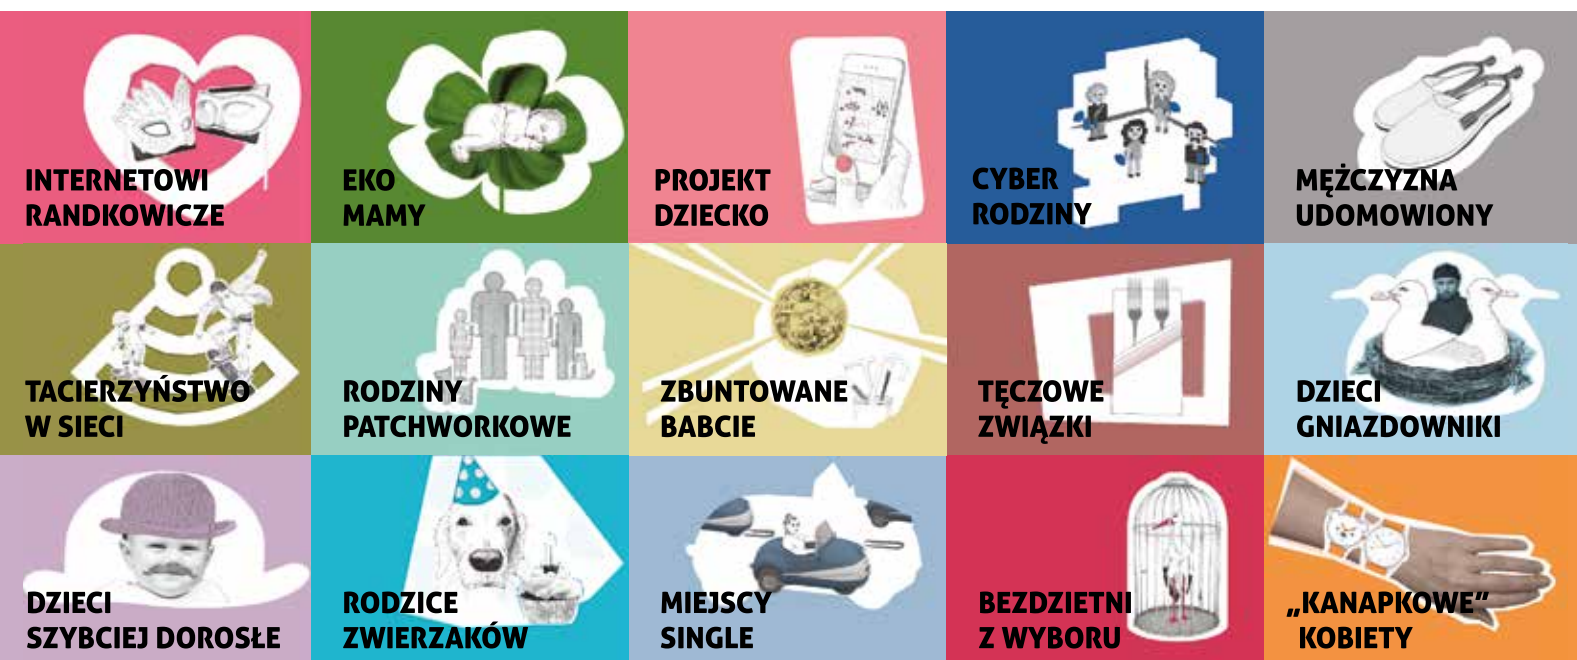 INTERNETOWI
RANDKOWICZE
EKO
MAMY
PROJEKT
DZIECKO
CYBER
RODZINY
MĘŻCZYZNA
UDOMOWIONY
TACIERZYŃSTWO
W SIECI
RODZINY
PATCHWORKOWE
ZBUNTOWANE
BABCIE
TĘCZOWE
ZWIĄZKI
DZIECI
GNIAZDOWNIKI
DZIECI
SZYBCIEJ DOROSŁE
RODZICE
ZWIERZAKÓW
MIEJSCY
SINGLE
BEZDZIETNI
Z WYBORU
„KANAPKOWE”
KOBIETY